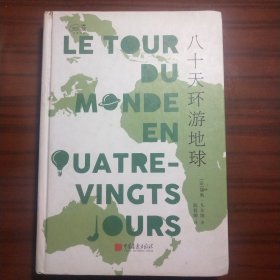 LE TOUR
DU
MONDE
EN
QUATRE-
VINGTS
JOURS
八十天环游地球